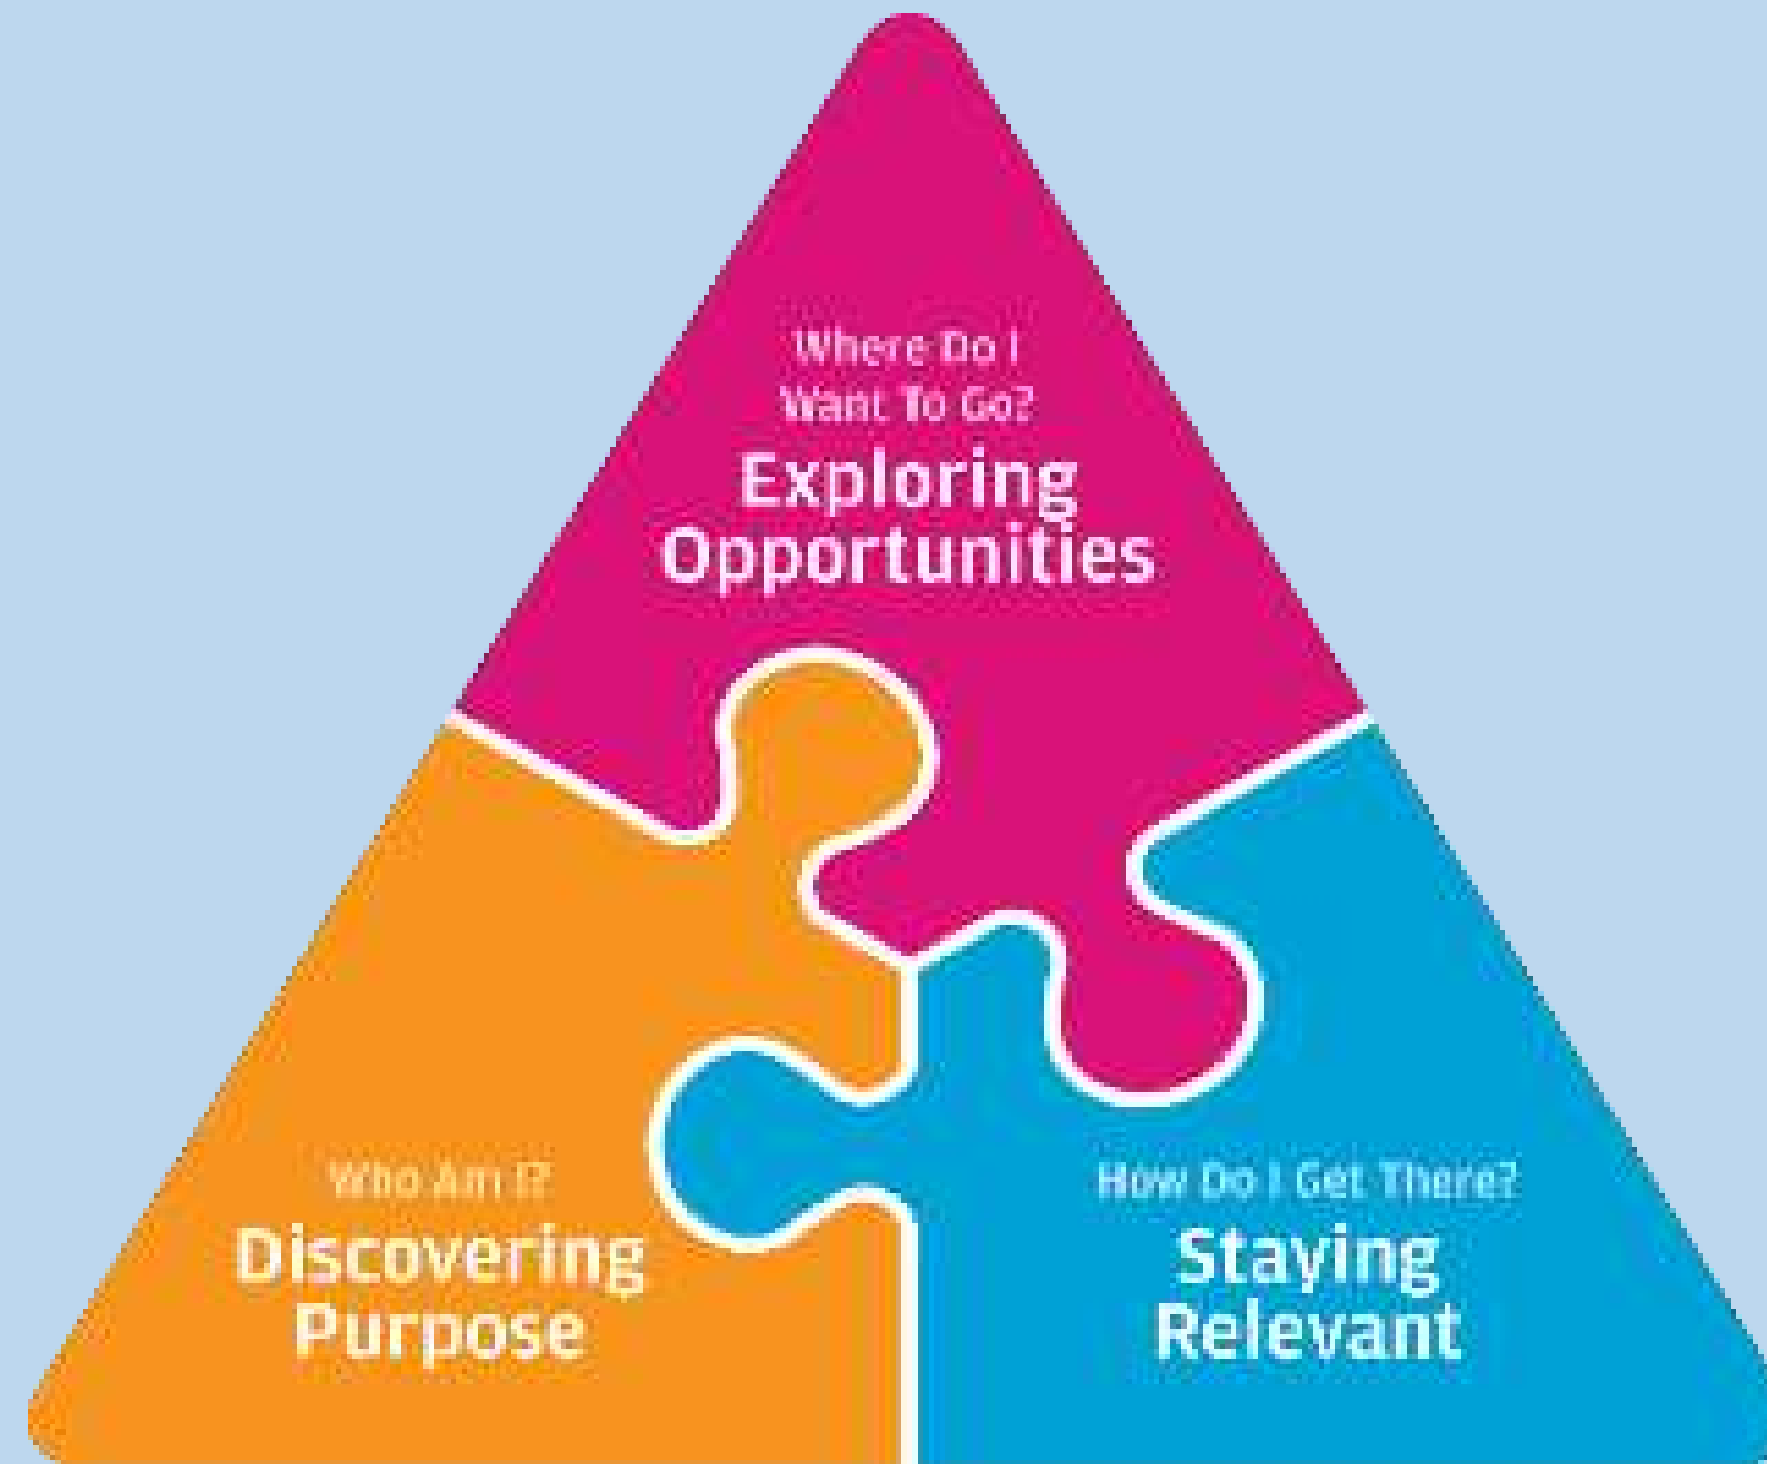 Where Do I
Want To Go?
Exploring
Opportunities
Who Am I?
Discovering
Purpose
How Do I Get There?
Staying
Relevant